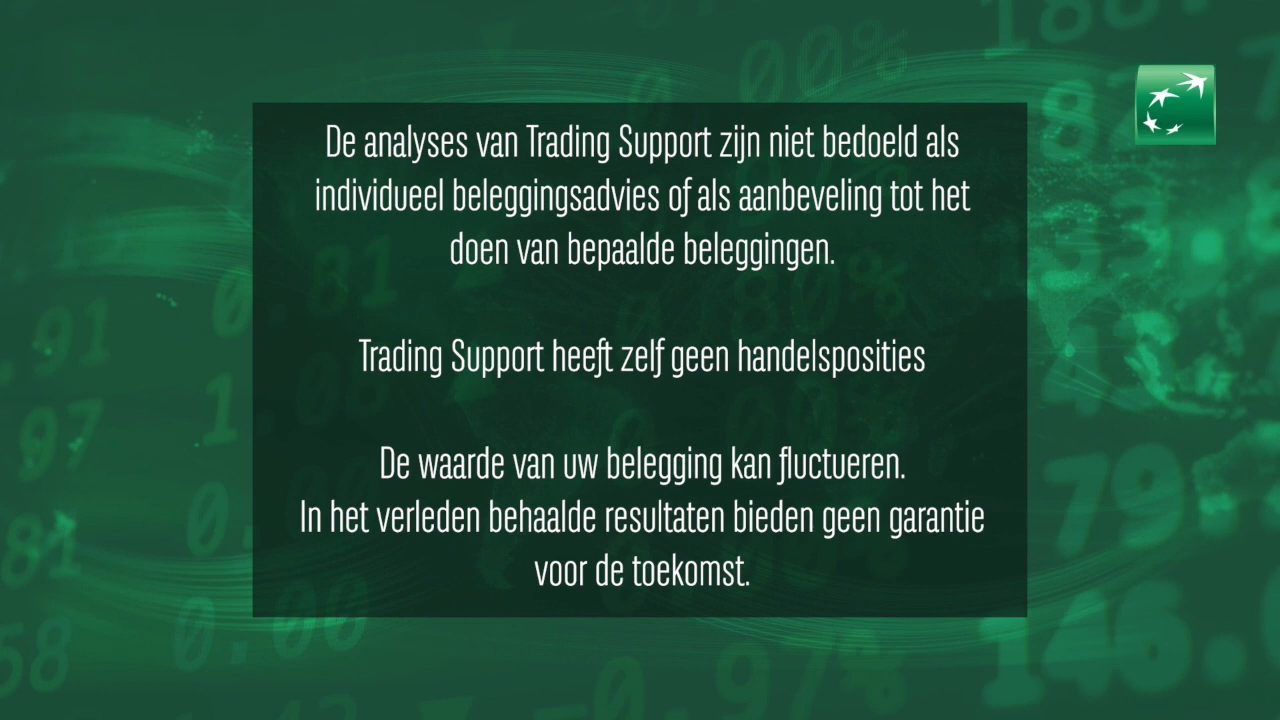 De analyses van Trading Support zijn niet bedoeld als
individueel beleggingsadvies of als aanbeveling tot het
doen van bepaalde beleggingen.
Trading Support heeft zelf geen handelsposities
De waarde van uw belegging kan fluctueren.
In het verleden behaalde resultaten bieden geen garantie
voor de toekomst.